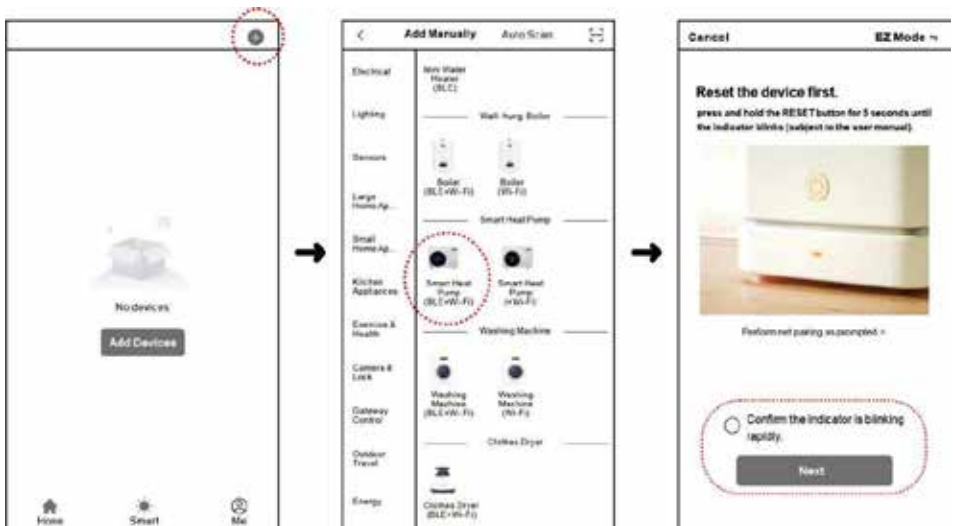 No devices
Add Devices
Home
Smart
Me
Add Manually
Auto Scan
Electrical
Lighting
Sensors
Large
Home Ap...
Small
Home Ap...
Kitchen
Appliances
Exercise &
Health
Camera &
Lock
Gateway
Control
Outdoor
Travel
Energy
Mini Water
Heater
(BLC)
Wall-hung Boiler
Boiler
(BLE+Wi-Fi)
Boiler
(Wi-Fi)
Smart Heat Pump
Smart Heat
Pump
(BLE+Wi-Fi)
Smart Heat
Pump
Washing Machine
Washing
Machine
(BLE+Wi-Fi)
Washing
Machine
(Wi-Fi)
Clothes Dryer
Clothes Dryer
(BLE+Wi-Fi)
Cancel
EZ Mode
Reset the device first.
press and hold the RESET button for 5 seconds until
the indicator blinks (subject to the user manual).
Perform net pairing as prompted. >
Confirm the indicator is blinking
rapidly.
Next